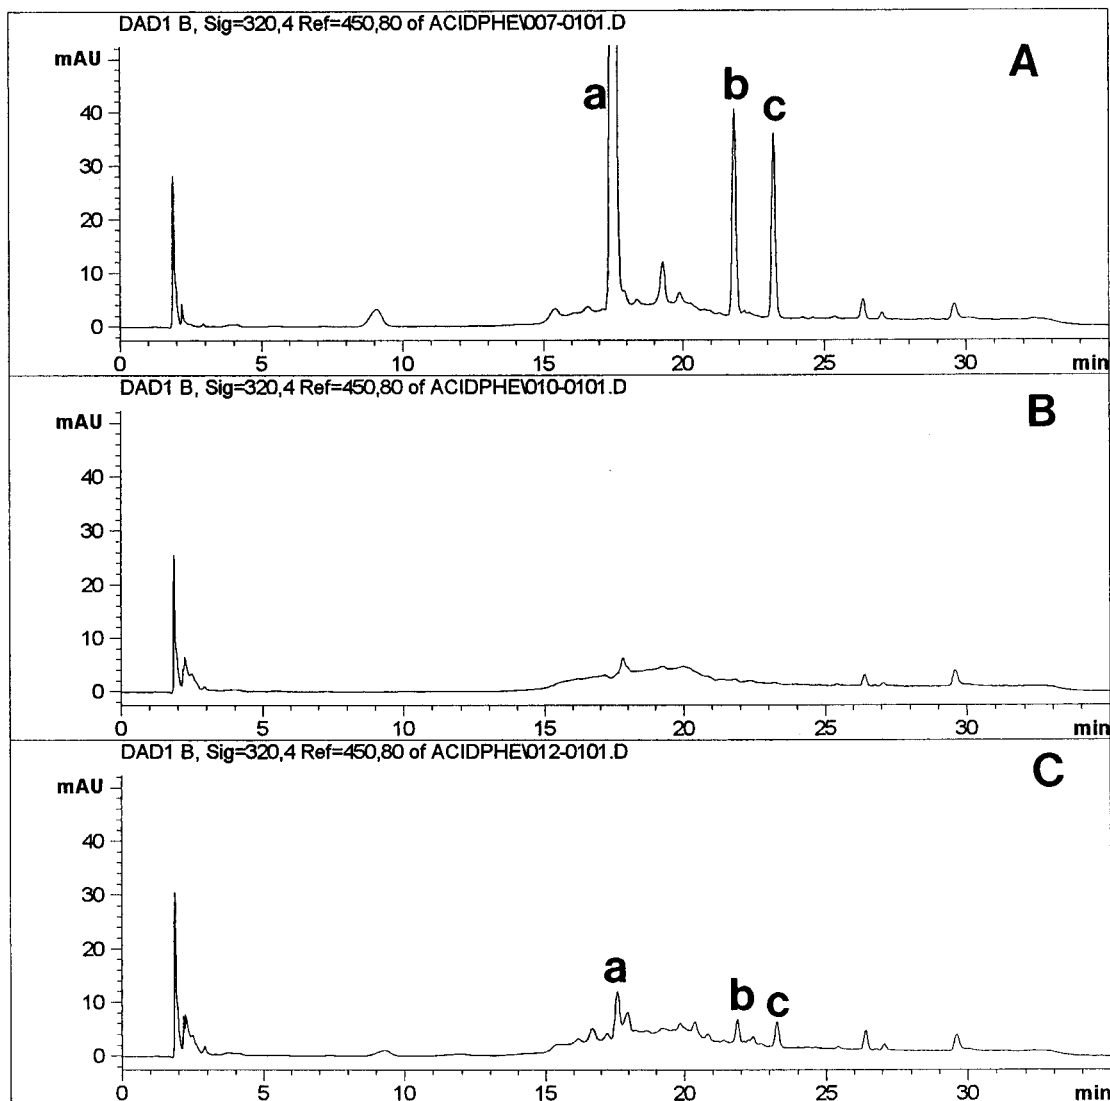 DAD1 B, Sig=320,4 Ref=450,80 of ACIDPHE\007-0101.D
mAU
A
a
b
c
40
30
20
10
0
0 5 10 15 20 25 30 min
DAD1 B, Sig=320,4 Ref=450,80 of ACIDPHE\010-0101.D
mAU
B
40
30
20
10
0
0 5 10 15 20 25 30 min
DAD1 B, Sig=320,4 Ref=450,80 of ACIDPHE\012-0101.D
mAU
C
40
30
20
10
0
a
b
c
0 5 10 15 20 25 30 min